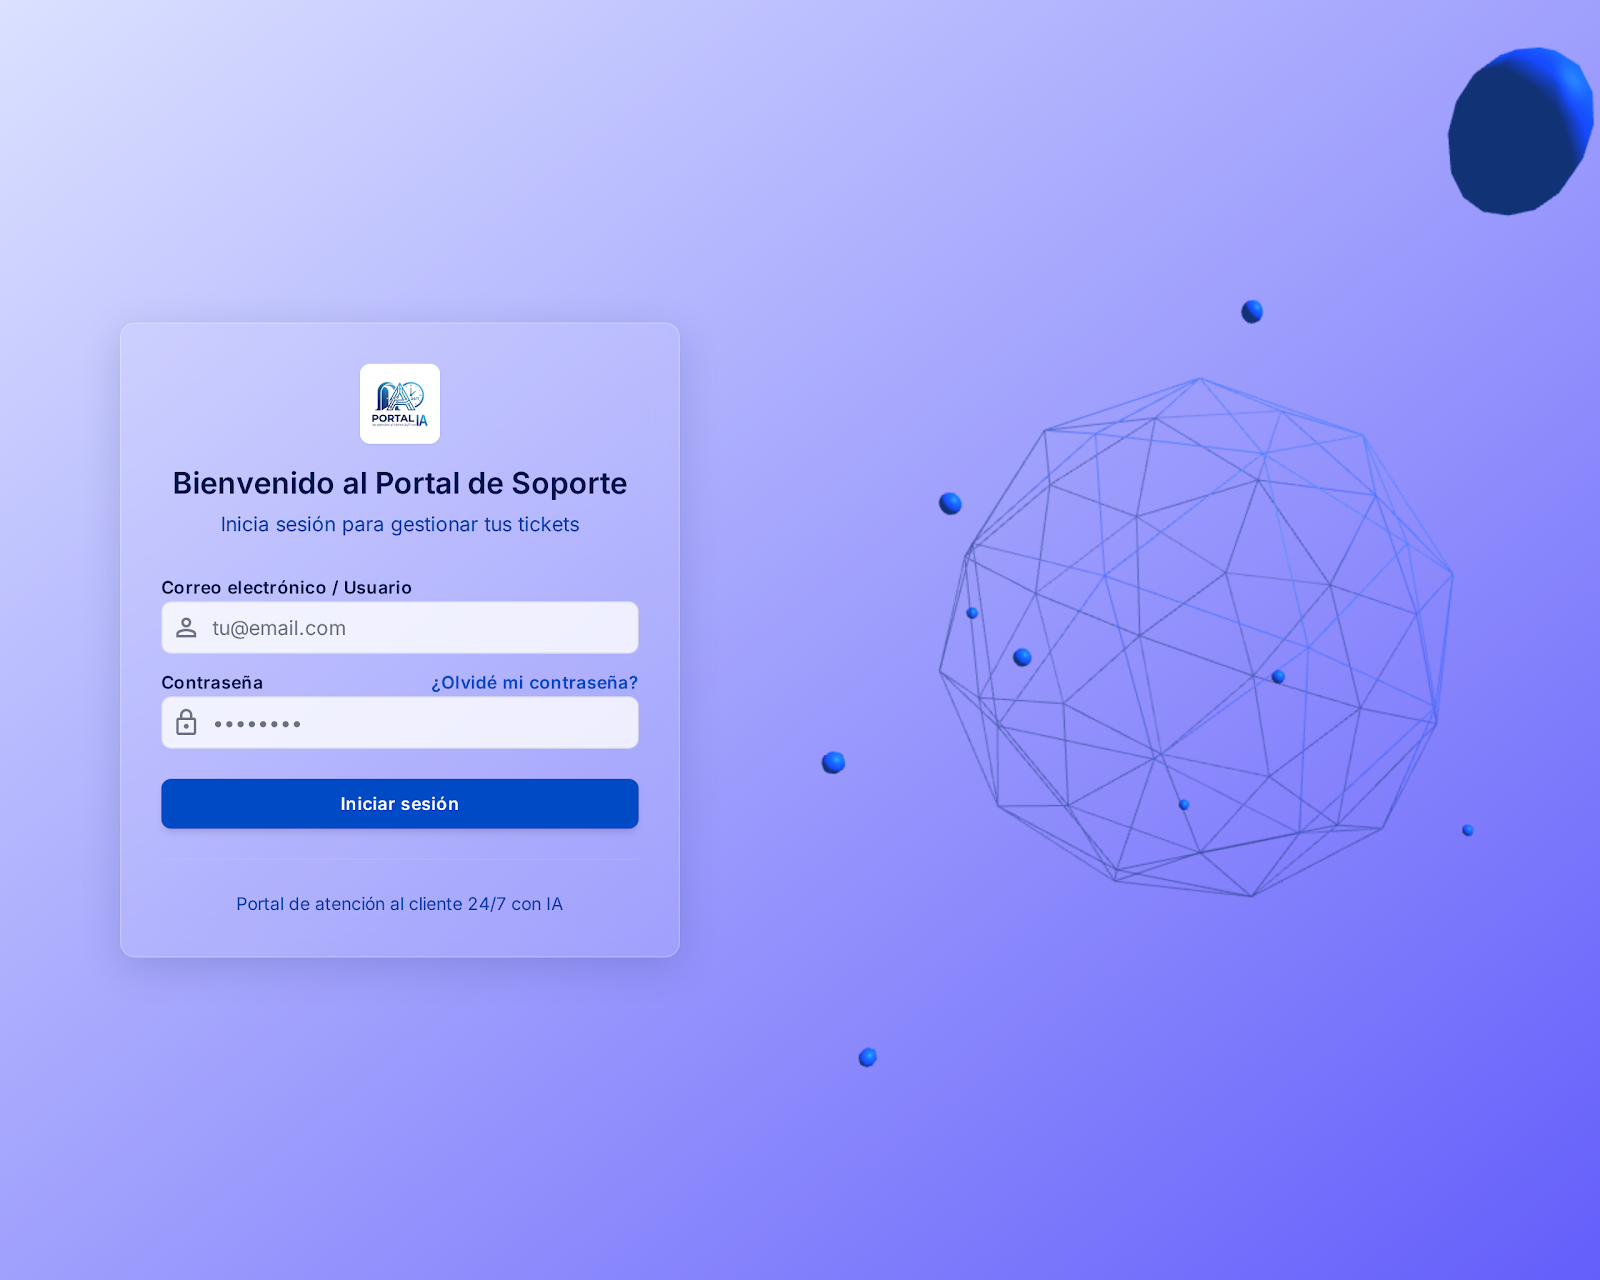 PORTAL IA
Bienvenido al Portal de Soporte
Inicia sesión para gestionar tus tickets
Correo electrónico / Usuario
tu@email.com
Contraseña ¿Olvidé mi contraseña?
Iniciar sesión
Portal de atención al cliente 24/7 con IA